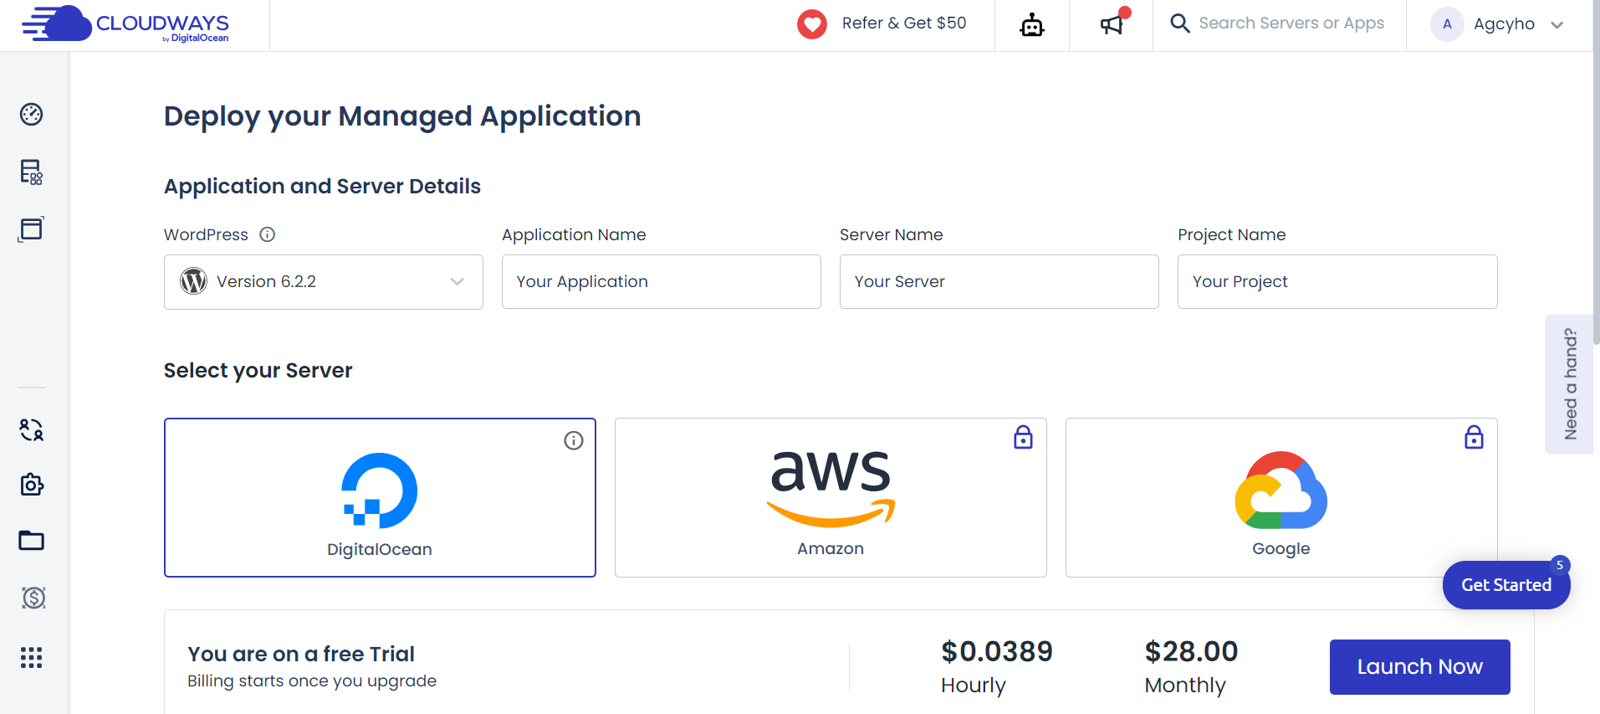 CLOUDWAYS
by DigitalOcean
Refer & Get $50
Search Servers or Apps
A
Agcyho
Deploy your Managed Application
Application and Server Details
WordPress
Application Name
Server Name
Project Name
Version 6.2.2
Your Application
Your Server
Your Project
Need a hand?
Select your Server
DigitalOcean
aws
Amazon
Google
5
Get Started
You are on a free Trial
Billing starts once you upgrade
$0.0389
Hourly
$28.00
Monthly
Launch Now